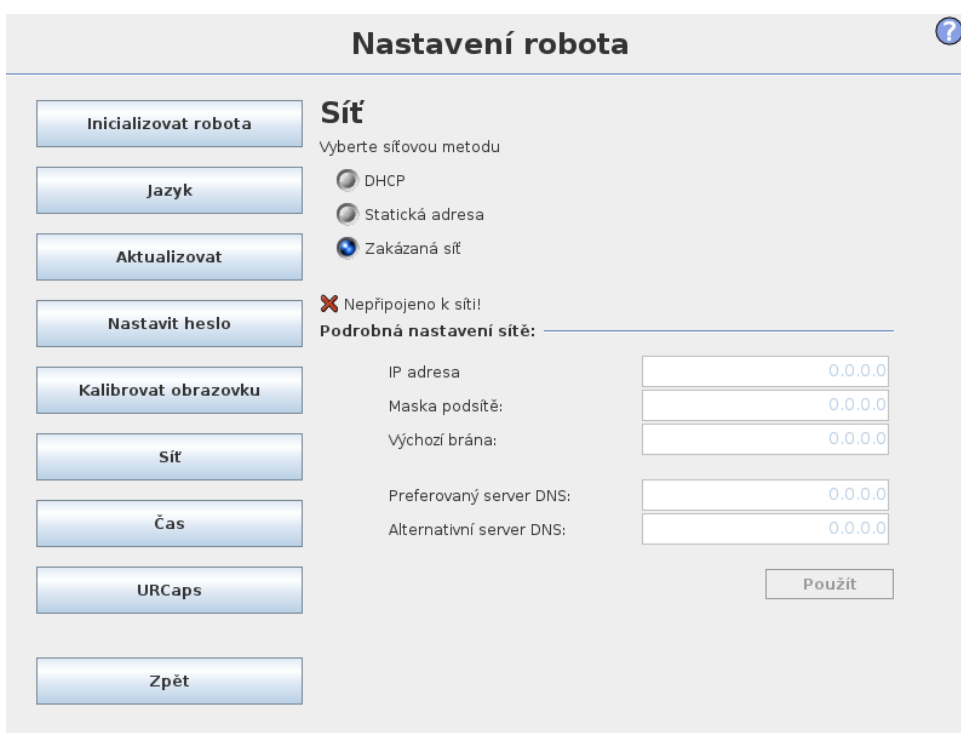 Nastavení robota
?
Inicializovat robota
Jazyk
Aktualizovat
Nastavit heslo
Kalibrovat obrazovku
Síť
Čas
URCaps
Zpět
Síť
Vyberte síťovou metodu
DHCP
Statická adresa
Zakázaná síť
Nepřipojeno k síti!
Podrobná nastavení sítě:
IP adresa 0.0.0.0
Maska podsítě: 0.0.0.0
Výchozí brána: 0.0.0.0
Preferovaný server DNS: 0.0.0.0
Alternativní server DNS: 0.0.0.0
Použít